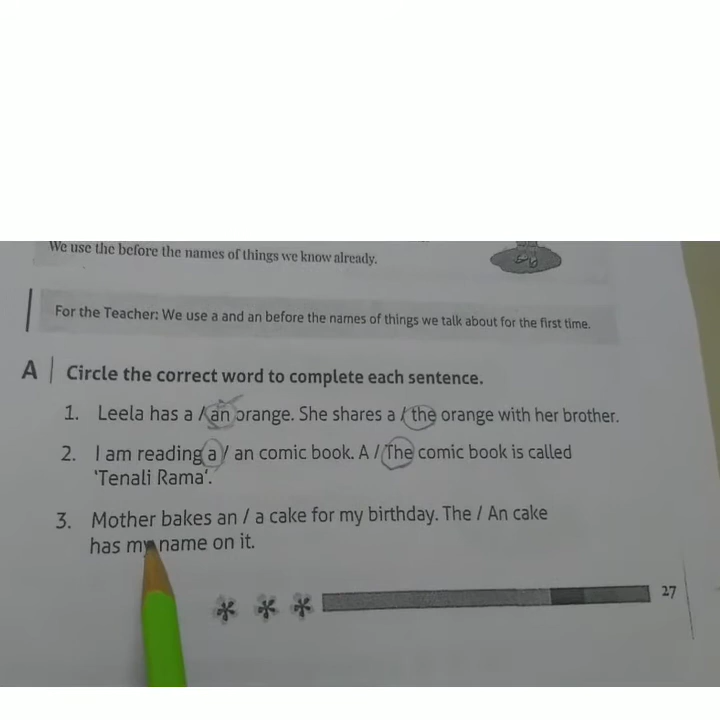 We use the before the names of things we know already.
For the Teacher: We use a and an before the names of things we talk about for the first time.
A | Circle the correct word to complete each sentence.
1. Leela has a / an orange. She shares a / the orange with her brother.
2. I am reading a / an comic book. A / The comic book is called
'Tenali Rama'.
3. Mother bakes an / a cake for my birthday. The / An cake
has my name on it.
27